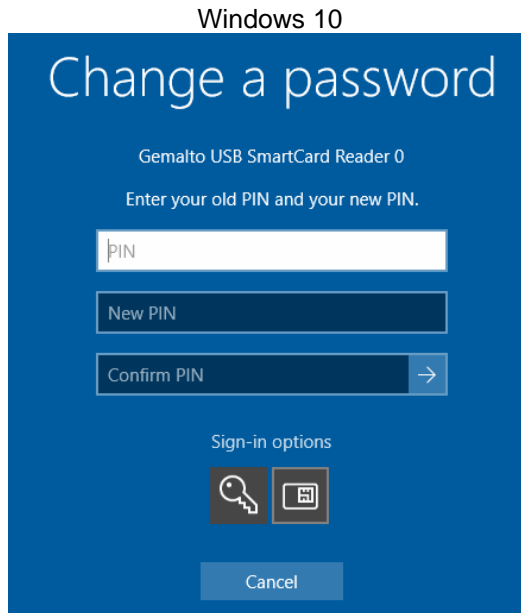 Windows 10
Change a password
Gemalto USB SmartCard Reader 0
Enter your old PIN and your new PIN.
PIN
New PIN
Confirm PIN
Sign-in options
Cancel